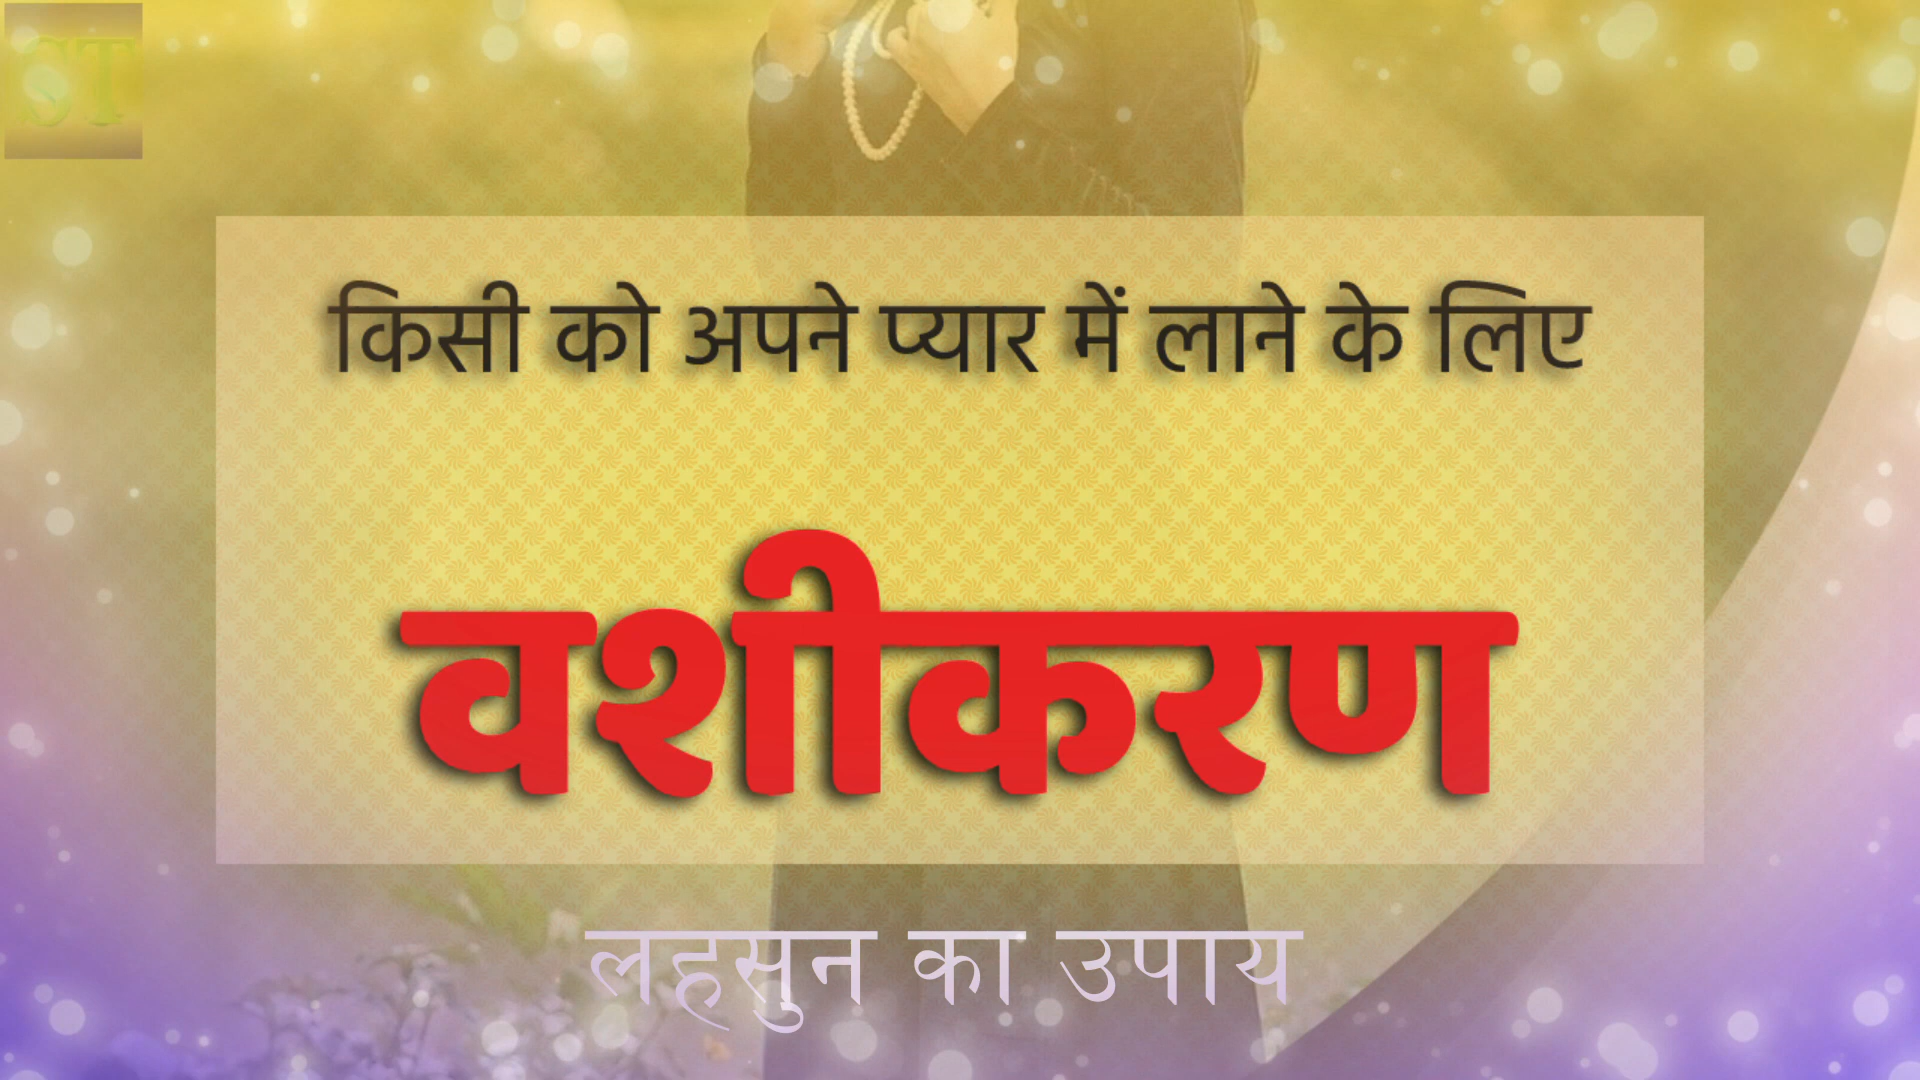 ST
किसी को अपने प्यार में लाने के लिए
वशीकरण
लहसुन का उपाय